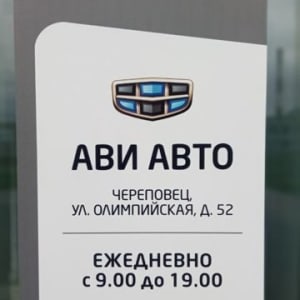 АВИ АВТО
ЧЕРЕПОВЕЦ,
УЛ. ОЛИМПИЙСКАЯ, Д. 52
ЕЖЕДНЕВНО
с 9.00 до 19.00